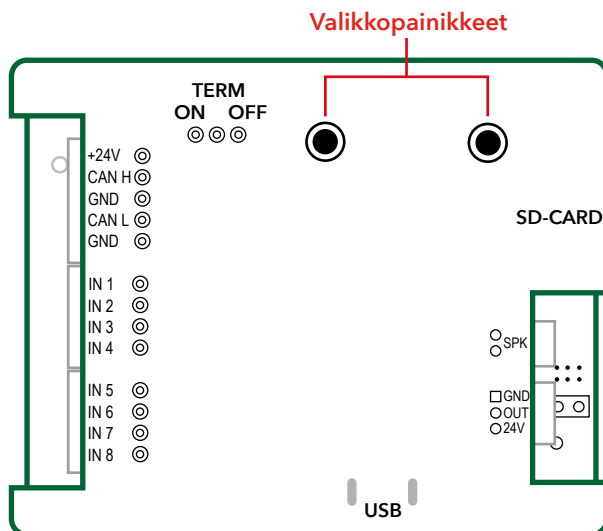 Valikkopainikkeet
TERM
ON OFF
+24V
CAN H
GND
CAN L
GND
SD-CARD
IN 1
IN 2
IN 3
IN 4
SPK
IN 5
IN 6
IN 7
IN 8
GND
OUT
24V
USB